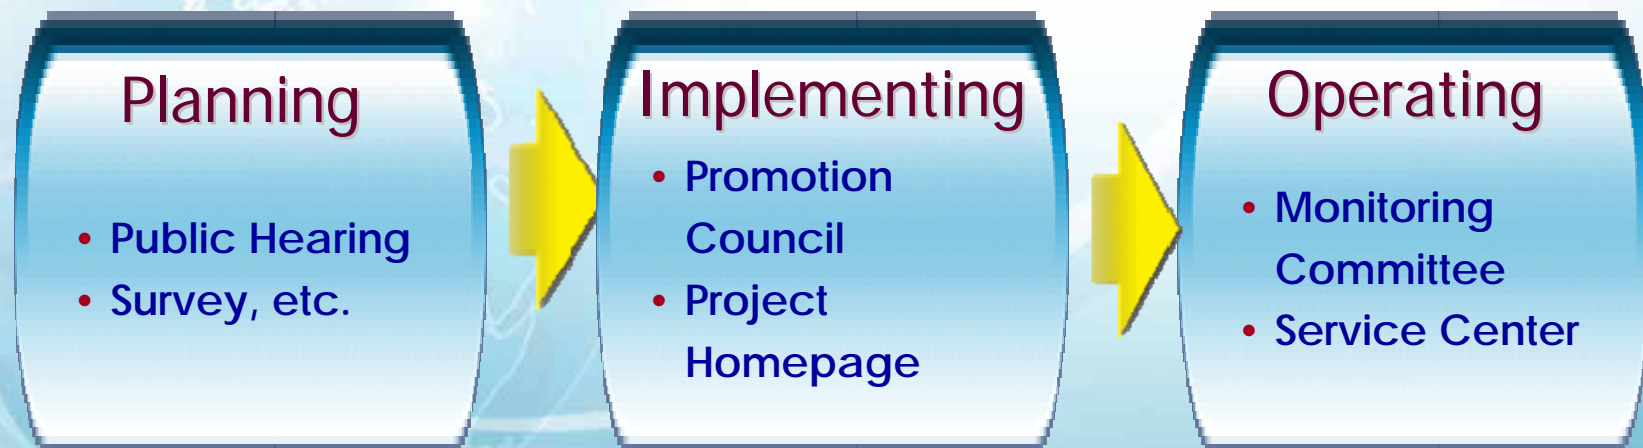 Planning
• Public Hearing
• Survey, etc.
Implementing
• Promotion
Council
• Project
Homepage
Operating
• Monitoring
Committee
• Service Center